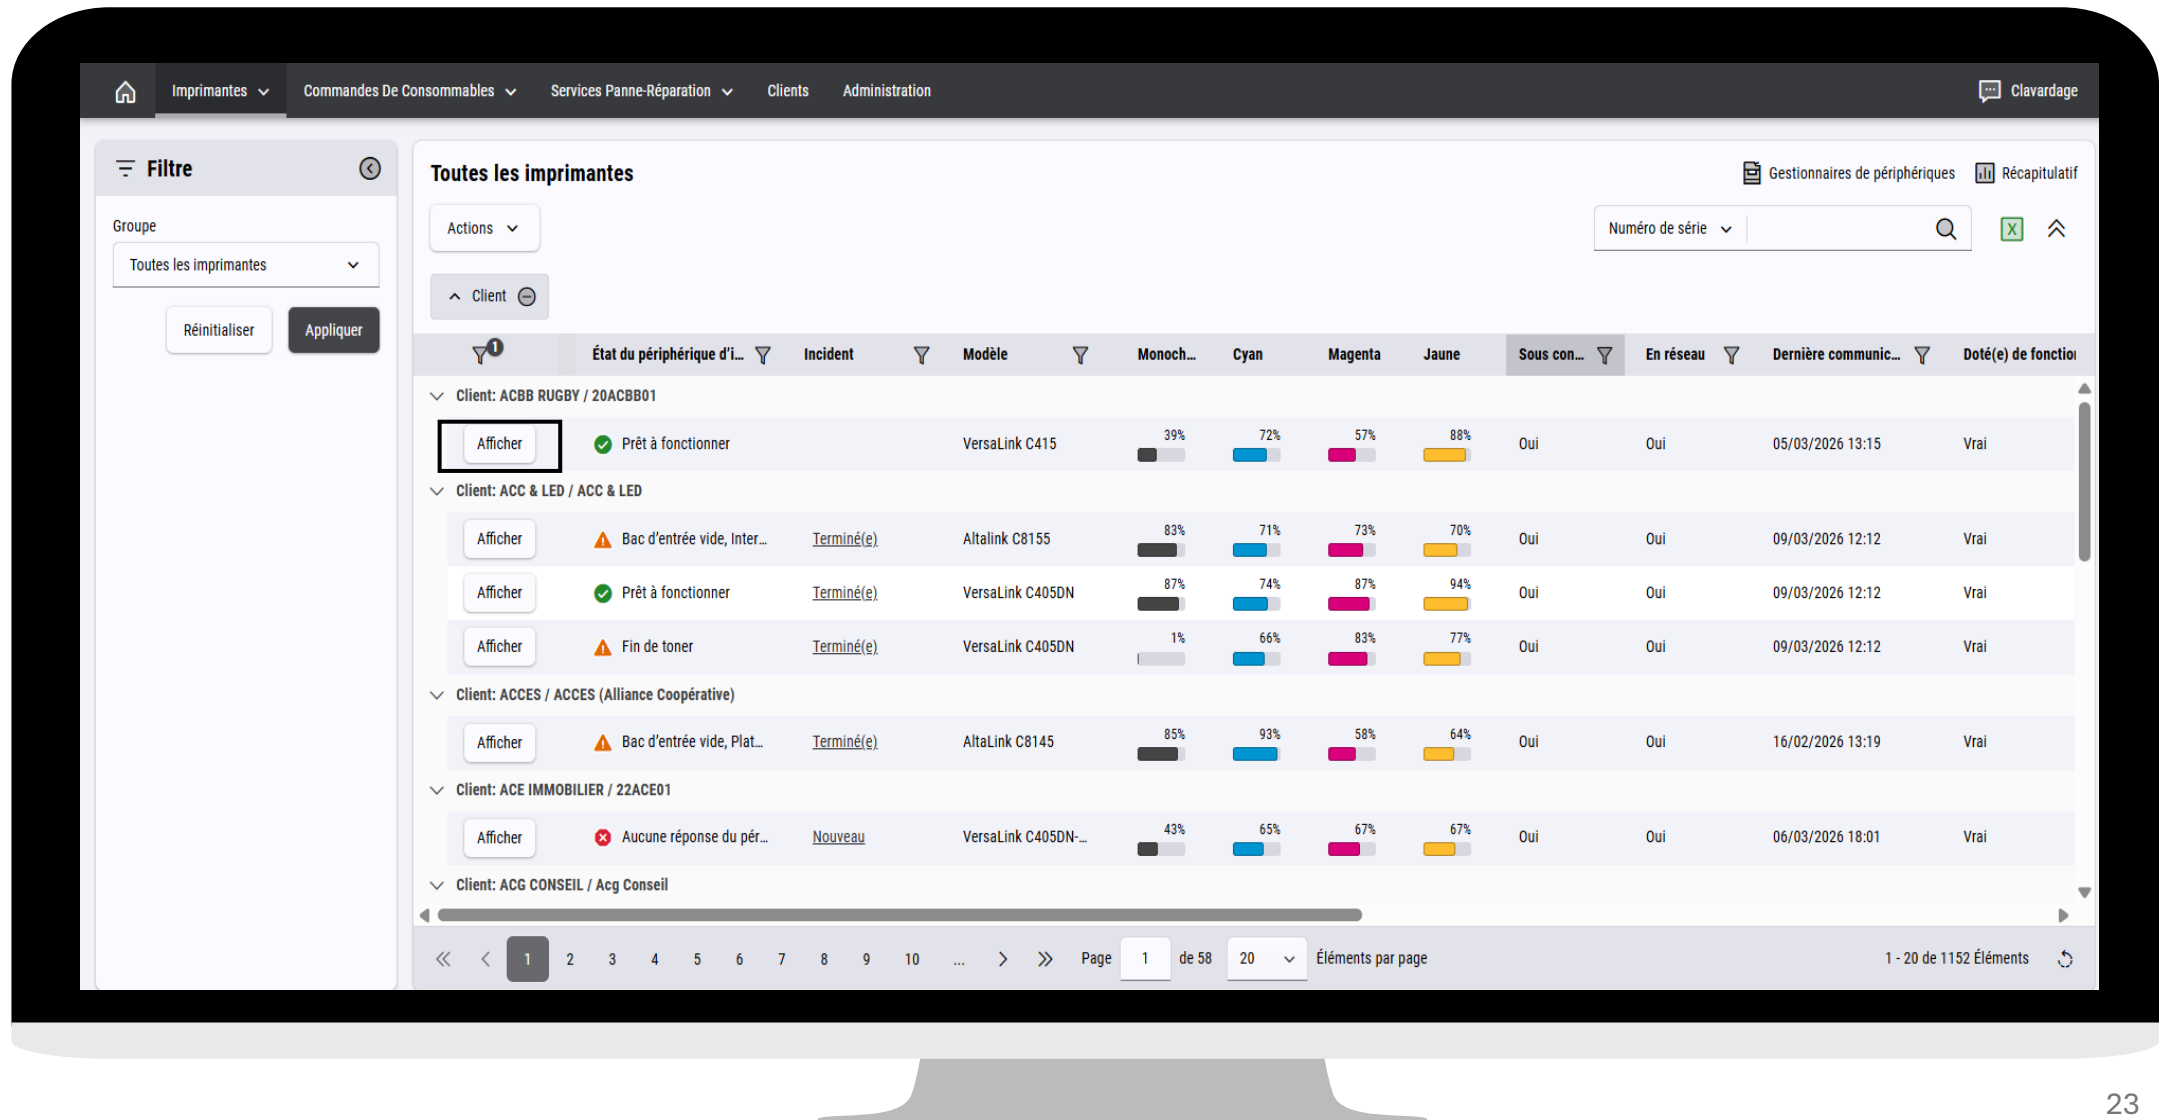 Imprimantes Commandes De Consommables Services Panne-Réparation Clients Administration Clavardage
Filtre
Groupe
Toutes les imprimantes
Réinitialiser Appliquer
Toutes les imprimantes Gestionnaires de périphériques Récapitulatif
Actions Numéro de série
Client
1 État du périphérique d'i... Incident Modèle Monoch... Cyan Magenta Jaune Sous con... En réseau Dernière communic... Doté(e) de fonction
Client: ACBB RUGBY / 20ACBB01
Afficher Prêt à fonctionner VersaLink C415 39% 72% 57% 88% Oui Oui 05/03/2026 13:15 Vrai
Client: ACC & LED / ACC & LED
Afficher Bac d'entrée vide, Inter... Terminé(e) Altalink C8155 83% 71% 73% 70% Oui Oui 09/03/2026 12:12 Vrai
Afficher Prêt à fonctionner Terminé(e) VersaLink C405DN 87% 74% 87% 94% Oui Oui 09/03/2026 12:12 Vrai
Afficher Fin de toner Terminé(e) VersaLink C405DN 1% 66% 83% 77% Oui Oui 09/03/2026 12:12 Vrai
Client: ACCES / ACCES (Alliance Coopérative)
Afficher Bac d'entrée vide, Plat... Terminé(e) AltaLink C8145 85% 93% 58% 64% Oui Oui 16/02/2026 13:19 Vrai
Client: ACE IMMOBILIER / 22ACE01
Afficher Aucune réponse du pér... Nouveau VersaLink C405DN-... 43% 65% 67% 67% Oui Oui 06/03/2026 18:01 Vrai
Client: ACG CONSEIL / Acg Conseil
1 2 3 4 5 6 7 8 9 10 ... Page 1 de 58 20 Éléments par page 1 - 20 de 1152 Éléments
23